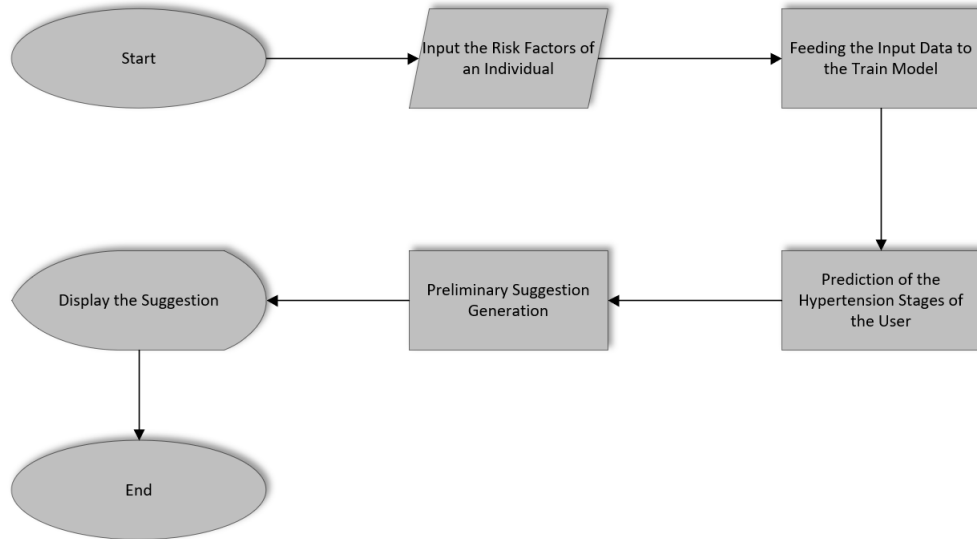 Start
Input the Risk Factors of
an Individual
Feeding the Input Data to
the Train Model
Prediction of the
Hypertension Stages of
the User
Preliminary Suggestion
Generation
Display the Suggestion
End